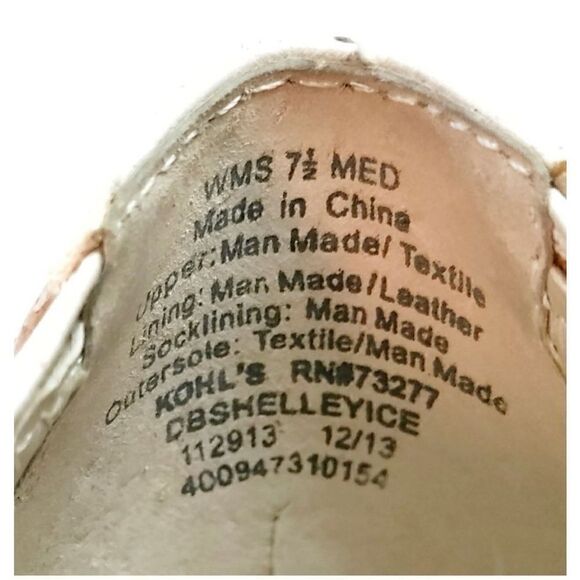 WMS 7½ MED
Made in China
Upper: Man Made/ Textile
Lining: Man Made/Leather
Socklining: Man Made
Outersole: Textile/Man Made
KOHL'S RN#73277
DBSHELLEYICE
112913 12/13
400947310154